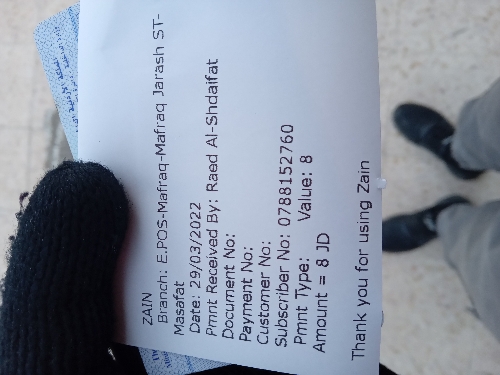 ZAIN
Branch: E.POS-Mafraq-Mafraq Jarash ST-
Masafat
Date: 29/03/2022
Pmnt Received By: Raed Al-Shdaifat
Document No:
Payment No:
Customer No:
Subscriber No: 0788152760
Pmnt Type: Value: 8
Amount = 8 JD
Thank you for using Zain